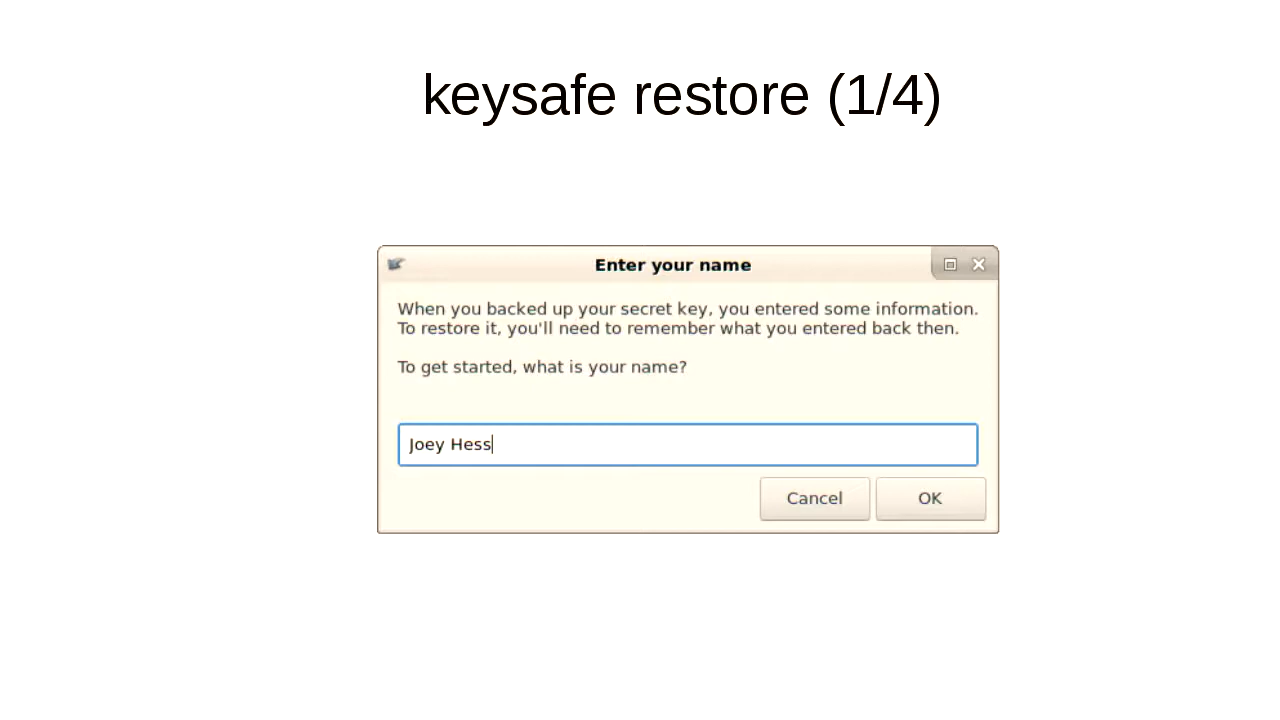 keysafe restore (1/4)
Enter your name
When you backed up your secret key, you entered some information.
To restore it, you'll need to remember what you entered back then.
To get started, what is your name?
Joey Hess
Cancel OK